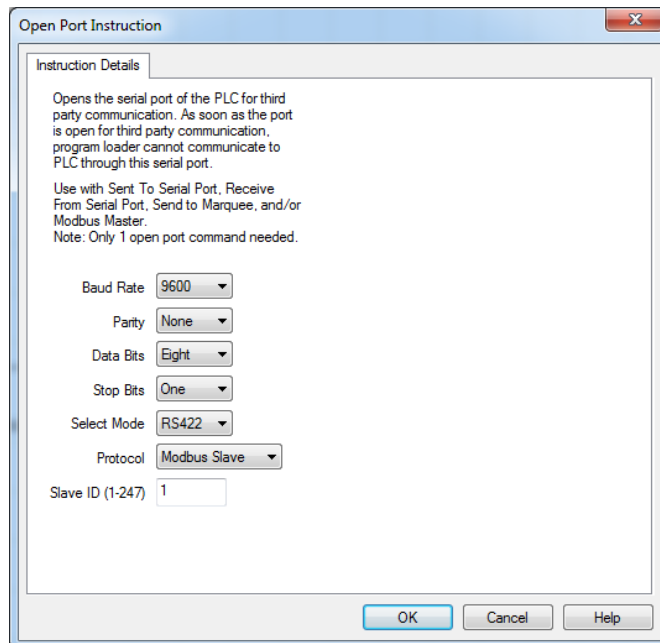 Open Port Instruction
Instruction Details
Opens the serial port of the PLC for third
party communication. As soon as the port
is open for third party communication,
program loader cannot communicate to
PLC through this serial port.
Use with Sent To Serial Port, Receive
From Serial Port, Send to Marquee, and/or
Modbus Master.
Note: Only 1 open port command needed.
Baud Rate 9600
Parity None
Data Bits Eight
Stop Bits One
Select Mode RS422
Protocol Modbus Slave
Slave ID (1-247) 1
OK Cancel Help